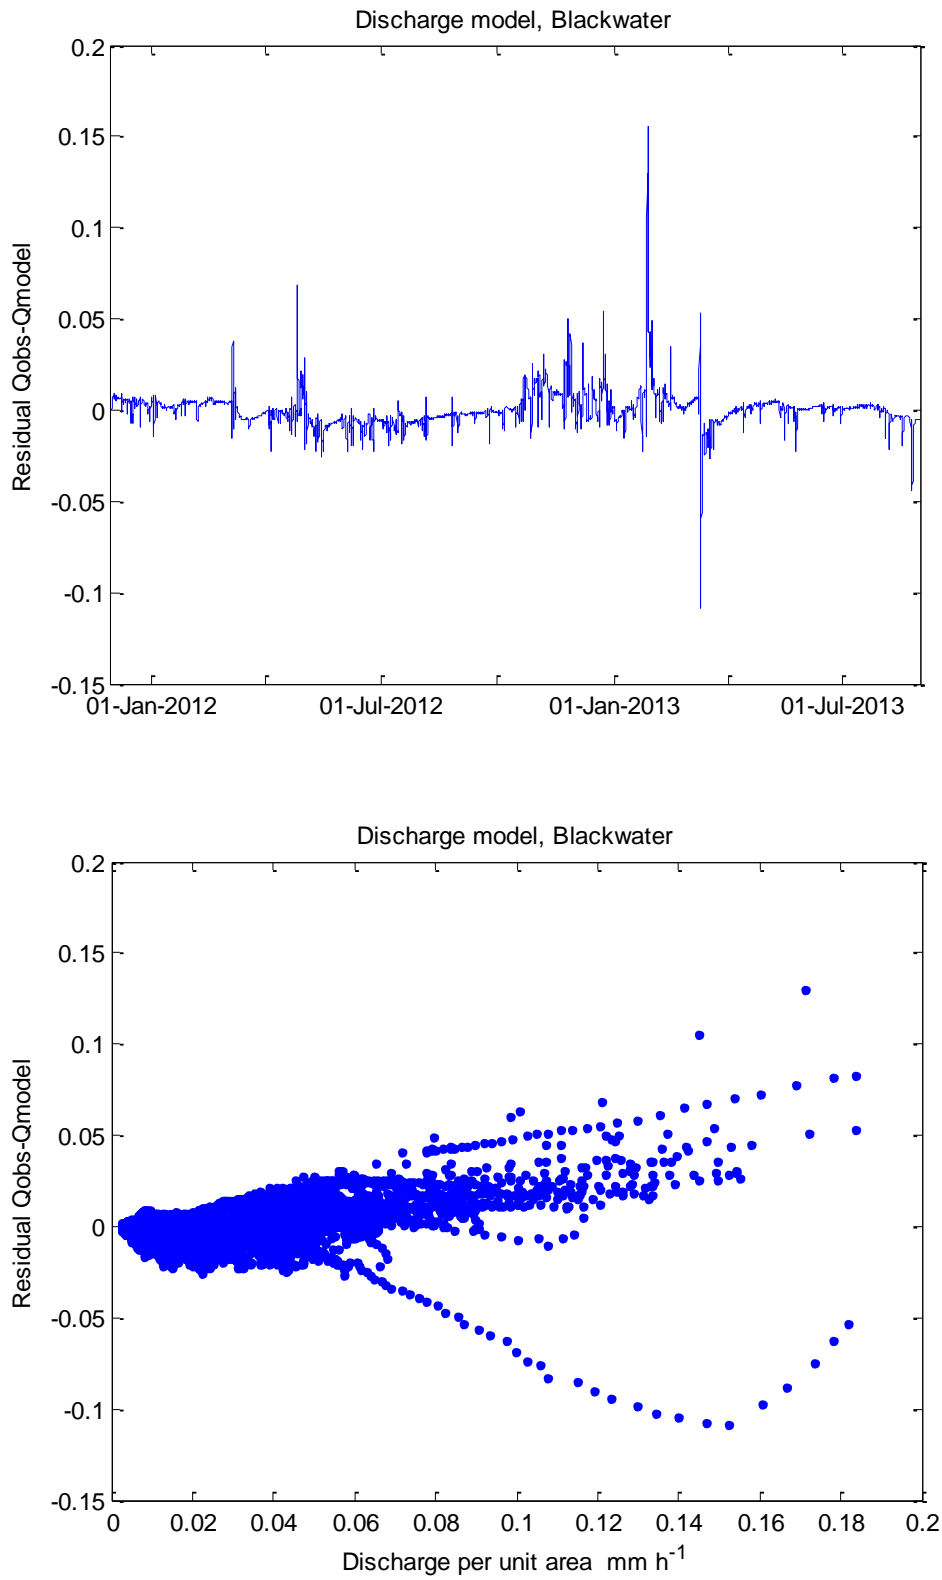 Discharge model, Blackwater
0.2
0.15
0.1
0.05
0
-0.05
-0.1
-0.15
Residual Qobs-Qmodel
01-Jan-2012 01-Jul-2012 01-Jan-2013 01-Jul-2013
Discharge model, Blackwater
0.2
0.15
0.1
0.05
0
-0.05
-0.1
-0.15
Residual Qobs-Qmodel
0 0.02 0.04 0.06 0.08 0.1 0.12 0.14 0.16 0.18 0.2
Discharge per unit area mm h⁻¹